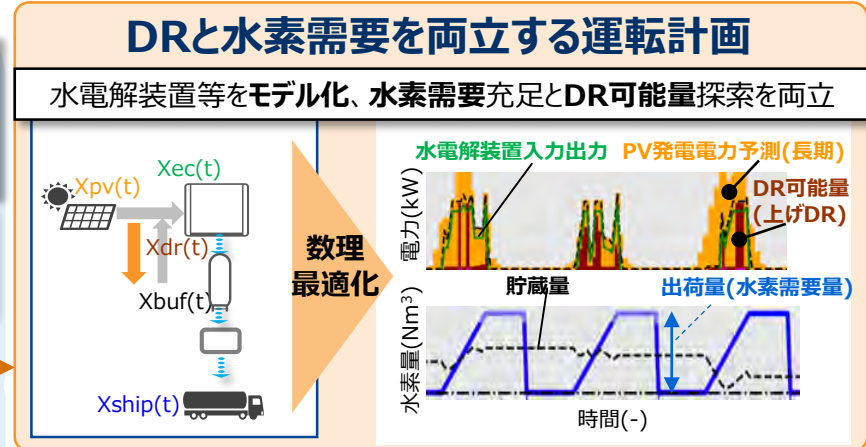 DRと水素需要を両立する運転計画
水電解装置等をモデル化、水素需要充足とDR可能量探索を両立
Xpv(t)
Xec(t)
Xdr(t)
Xbuf(t)
Xship(t)
数理
最適化
水電解装置入力出力
PV発電電力予測(長期)
DR可能量
(上げDR)
電力(kW)
貯蔵量
出荷量(水素需要量)
水素量(Nm³)
時間(-)